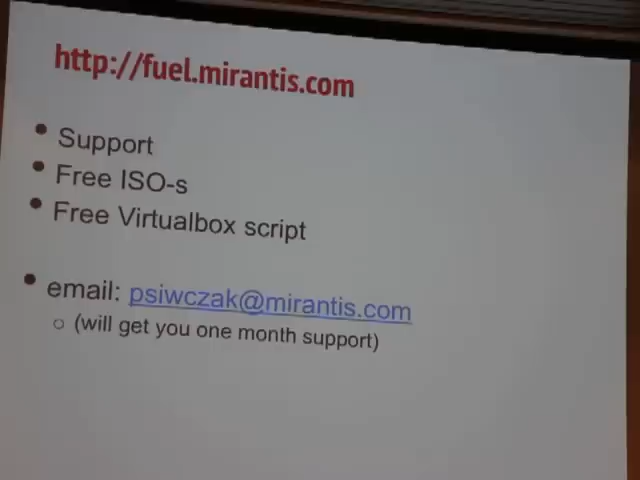 http://fuel.mirantis.com
• Support
• Free ISO-s
• Free Virtualbox script
• email: psiwczak@mirantis.com
○ (will get you one month support)